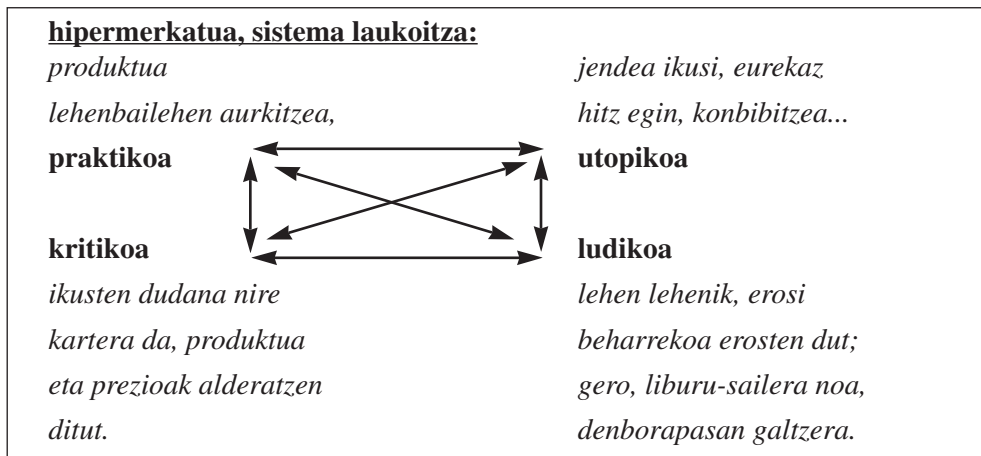 hipermerkatua, sistema laukoitza:
produktua
lehenbailehen aurkitzea,
praktikoa
jendea ikusi, eurekaz
hitz egin, konbibitzea...
utopikoa
kritikoa
ikusten dudana nire
kartera da, produktua
eta prezioak alderatzen
ditut.
ludikoa
lehen lehenik, erosi
beharrekoa erosten dut;
gero, liburu-sailera noa,
denborapasan galtzera.